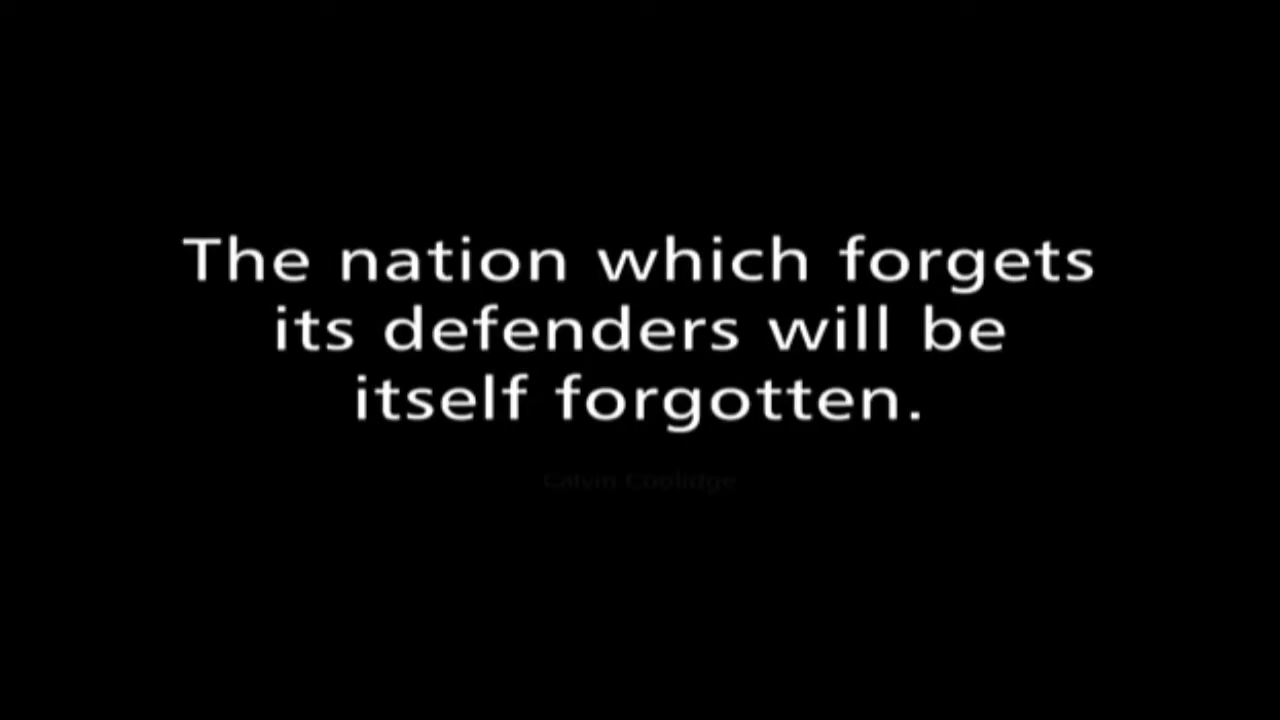 The nation which forgets
its defenders will be
itself forgotten.
Calvin Coolidge